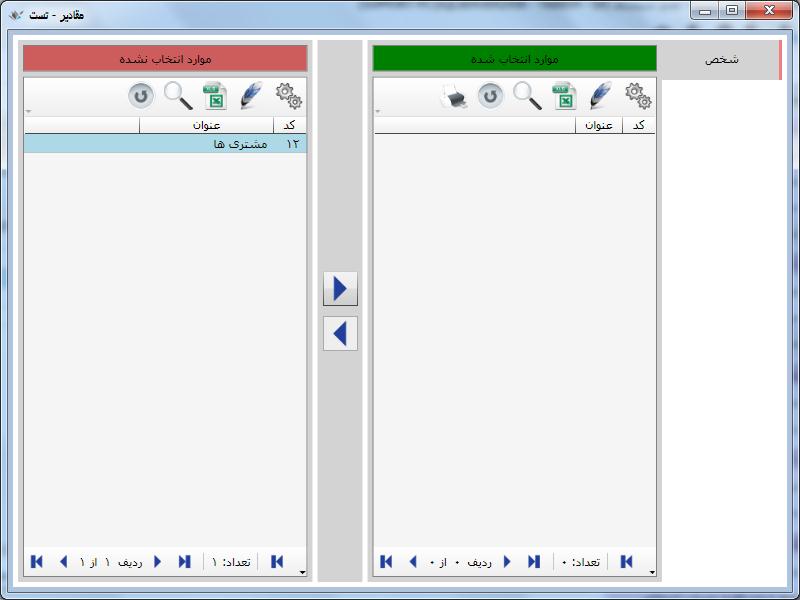 مقادیر - تست
شخص
موارد انتخاب شده
موارد انتخاب نشده
کد
عنوان
کد
عنوان
۱۲
مشتری ها
تعداد: ۰
ردیف ۰ از ۰
تعداد: ۱
ردیف ۱ از ۱